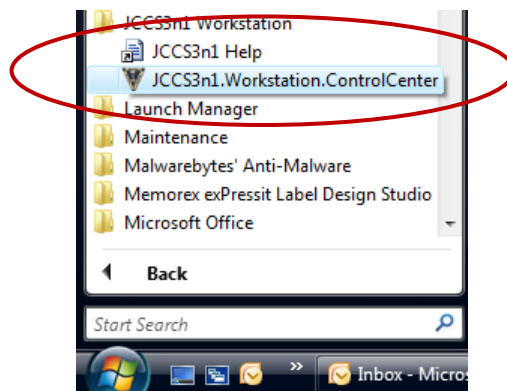 JCCS3n1 Workstation
JCCS3n1 Help
JCCS3n1.Workstation.ControlCenter
Launch Manager
Maintenance
Malwarebytes' Anti-Malware
Memorex exPressit Label Design Studio
Microsoft Office
Back
Start Search
» Inbox - Micros